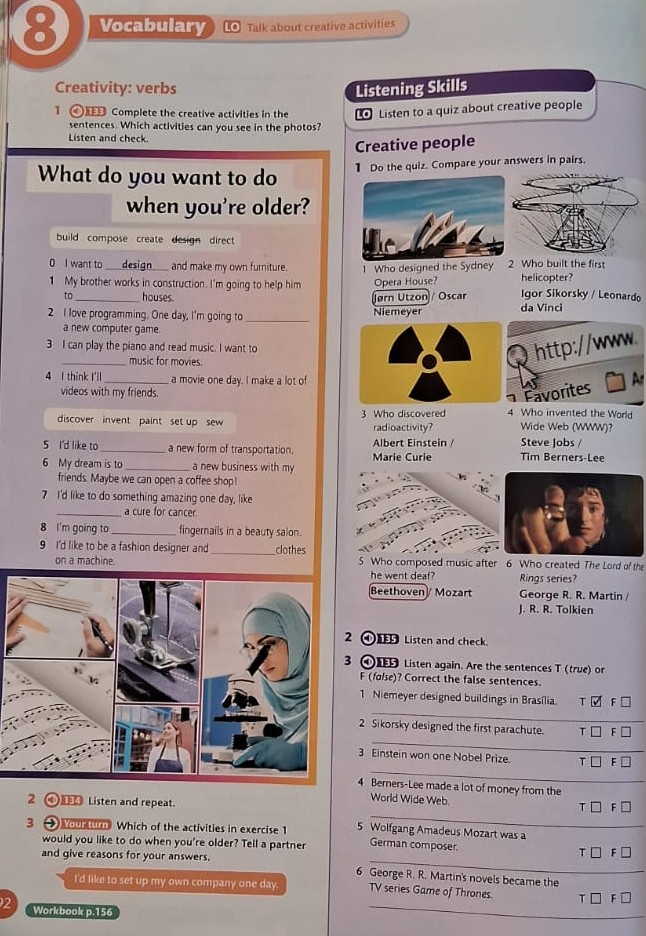 8 Vocabulary LO Talk about creative activities
Creativity: verbs
1 133 Complete the creative activities in the
sentences. Which activities can you see in the photos?
Listen and check.
What do you want to do
when you're older?
build compose create design direct
0 I want to ___design___ and make my own furniture.
1 My brother works in construction. I'm going to help him
to __________ houses.
2 I love programming. One day, I'm going to __________
a new computer game.
3 I can play the piano and read music. I want to
__________ music for movies.
4 I think I'll __________ a movie one day. I make a lot of
videos with my friends.
discover invent paint set up sew
5 I'd like to __________ a new form of transportation.
6 My dream is to __________ a new business with my
friends. Maybe we can open a coffee shop!
7 I'd like to do something amazing one day, like
__________ a cure for cancer.
8 I'm going to __________ fingernails in a beauty salon.
9 I'd like to be a fashion designer and __________ clothes
on a machine.
2 134 Listen and repeat.
3 Your turn Which of the activities in exercise 1
would you like to do when you're older? Tell a partner
and give reasons for your answers.
I'd like to set up my own company one day.
92 Workbook p.156
Listening Skills
LO Listen to a quiz about creative people
Creative people
1 Do the quiz. Compare your answers in pairs.
1 Who designed the Sydney
Opera House?
Jørn Utzon / Oscar
Niemeyer
2 Who built the first
helicopter?
Igor Sikorsky / Leonardo
da Vinci
http://www.
Favorites
3 Who discovered
radioactivity?
Albert Einstein /
Marie Curie
4 Who invented the World
Wide Web (WWW)?
Steve Jobs /
Tim Berners-Lee
5 Who composed music after
he went deaf?
Beethoven / Mozart
6 Who created The Lord of the
Rings series?
George R. R. Martin /
J. R. R. Tolkien
2 135 Listen and check.
3 135 Listen again. Are the sentences T (true) or
F (false)? Correct the false sentences.
1 Niemeyer designed buildings in Brasília. T ☑ F ☐
2 Sikorsky designed the first parachute. T ☐ F ☐
3 Einstein won one Nobel Prize. T ☐ F ☐
4 Berners-Lee made a lot of money from the
World Wide Web. T ☐ F ☐
5 Wolfgang Amadeus Mozart was a
German composer. T ☐ F ☐
6 George R. R. Martin's novels became the
TV series Game of Thrones. T ☐ F ☐